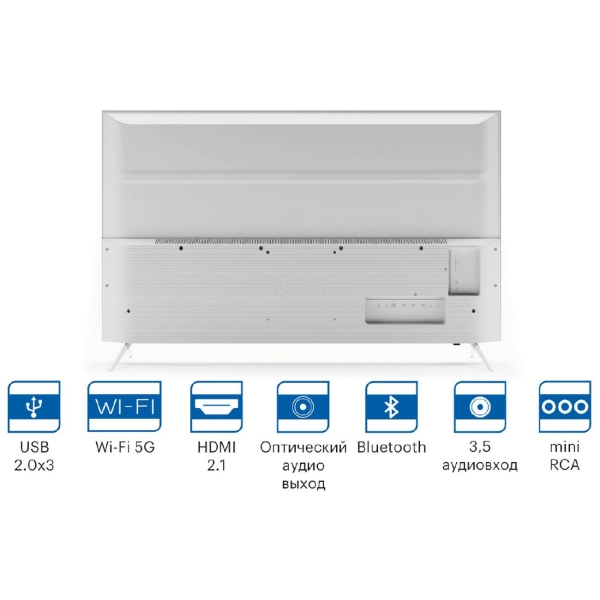 KIVI
WI-FI
USB
2.0x3
Wi-Fi 5G
HDMI
2.1
Оптический
аудио
выход
Bluetooth
3,5
аудиовход
mini
RCA